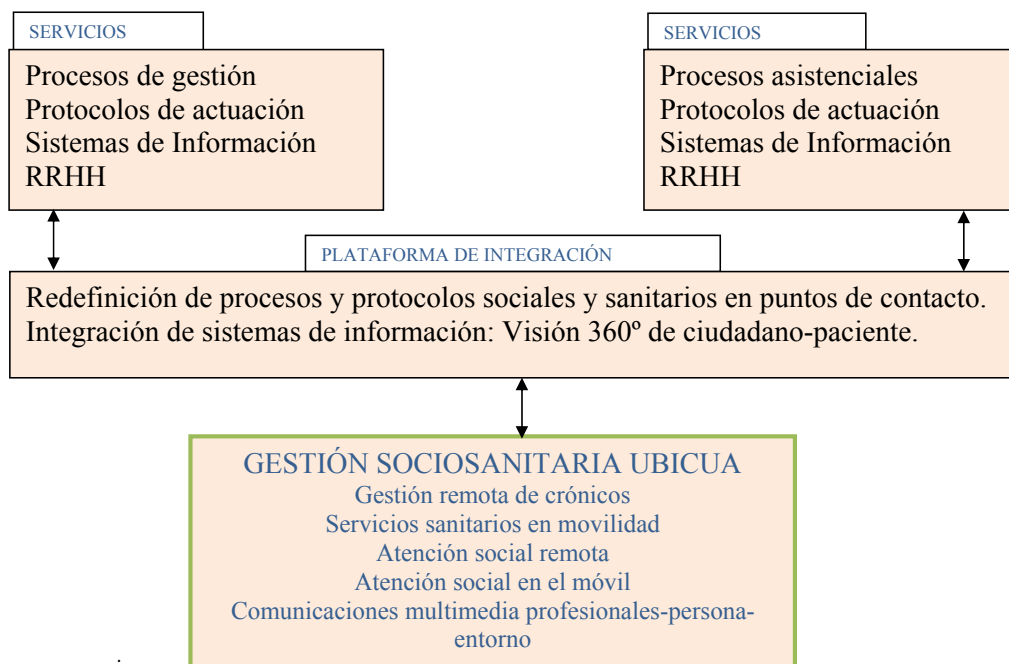 SERVICIOS
Procesos de gestión
Protocolos de actuación
Sistemas de Información
RRHH
SERVICIOS
Procesos asistenciales
Protocolos de actuación
Sistemas de Información
RRHH
PLATAFORMA DE INTEGRACIÓN
Redefinición de procesos y protocolos sociales y sanitarios en puntos de contacto.
Integración de sistemas de información: Visión 360º de ciudadano-paciente.
GESTIÓN SOCIOSANITARIA UBICUA
Gestión remota de crónicos
Servicios sanitarios en movilidad
Atención social remota
Atención social en el móvil
Comunicaciones multimedia profesionales-persona-
entorno